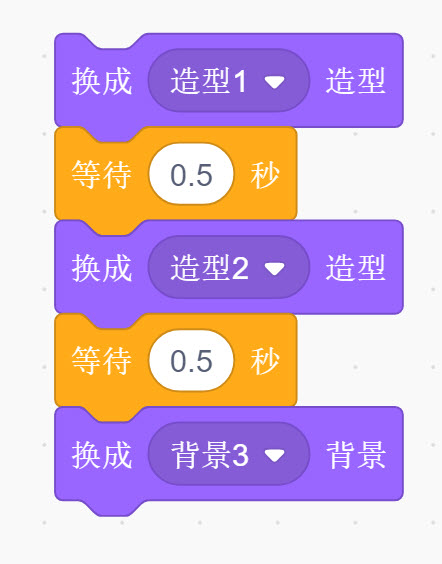 换成 造型1 造型
等待 0.5 秒
换成 造型2 造型
等待 0.5 秒
换成 背景3 背景